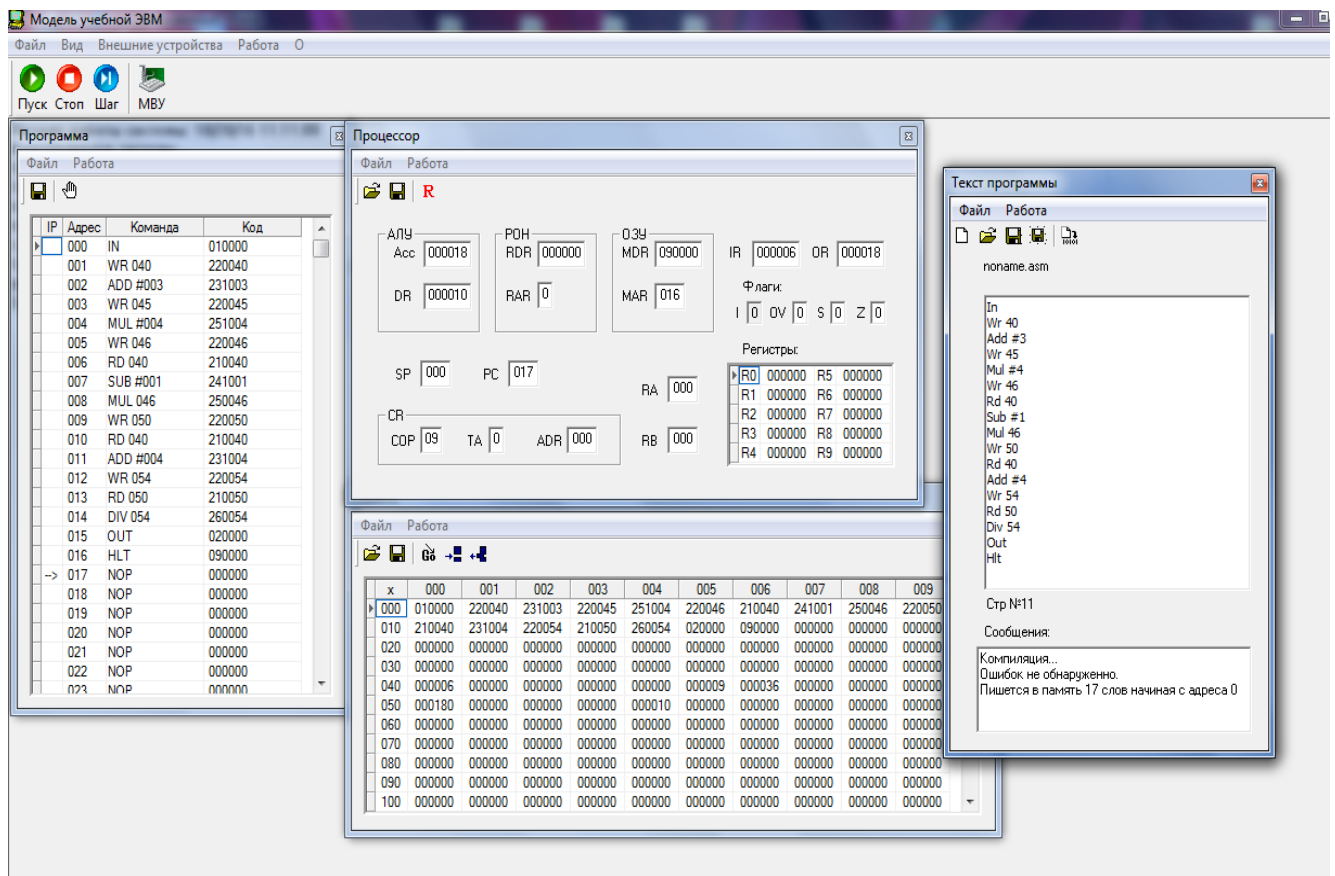 Модель учебной ЭВМ
Файл Вид Внешние устройства Работа О
Пуск Стоп Шаг МВУ
Программа
Файл Работа
IP Адрес Команда Код
000 IN 010000
001 WR 040 220040
002 ADD #003 231003
003 WR 045 220045
004 MUL #004 251004
005 WR 046 220046
006 RD 040 210040
007 SUB #001 241001
008 MUL 046 250046
009 WR 050 220050
010 RD 040 210040
011 ADD #004 231004
012 WR 054 220054
013 RD 050 210050
014 DIV 054 260054
015 OUT 020000
016 HLT 090000
--> 017 NOP 000000
018 NOP 000000
019 NOP 000000
020 NOP 000000
021 NOP 000000
022 NOP 000000
023 NOP 000000
Процессор
Файл Работа
R
АЛУ РОН ОЗУ
Acc 000018 RDR 000000 MDR 090000 IR 000006 OR 000018
DR 000010 RAR 0 MAR 016
Флаги:
I 0 OV 0 S 0 Z 0
Регистры:
SP 000 PC 017 RA 000
R0 000000 R5 000000
R1 000000 R6 000000
R2 000000 R7 000000
R3 000000 R8 000000
R4 000000 R9 000000
CR
COP 09 TA 0 ADR 000 RB 000
Файл Работа
Go
x 000 001 002 003 004 005 006 007 008 009
000 010000 220040 231003 220045 251004 220046 210040 241001 250046 220050
010 210040 231004 220054 210050 260054 020000 090000 000000 000000 000000
020 000000 000000 000000 000000 000000 000000 000000 000000 000000 000000
030 000000 000000 000000 000000 000000 000000 000000 000000 000000 000000
040 000006 000000 000000 000000 000000 000009 000036 000000 000000 000000
050 000180 000000 000000 000000 000010 000000 000000 000000 000000 000000
060 000000 000000 000000 000000 000000 000000 000000 000000 000000 000000
070 000000 000000 000000 000000 000000 000000 000000 000000 000000 000000
080 000000 000000 000000 000000 000000 000000 000000 000000 000000 000000
090 000000 000000 000000 000000 000000 000000 000000 000000 000000 000000
100 000000 000000 000000 000000 000000 000000 000000 000000 000000 000000
Текст программы
Файл Работа
noname.asm
In
Wr 40
Add #3
Wr 45
Mul #4
Wr 46
Rd 40
Sub #1
Mul 46
Wr 50
Rd 40
Add #4
Wr 54
Rd 50
Div 54
Out
Hlt
Стр №11
Сообщения:
Компиляция...
Ошибок не обнаруженно.
Пишется в память 17 слов начиная с адреса 0